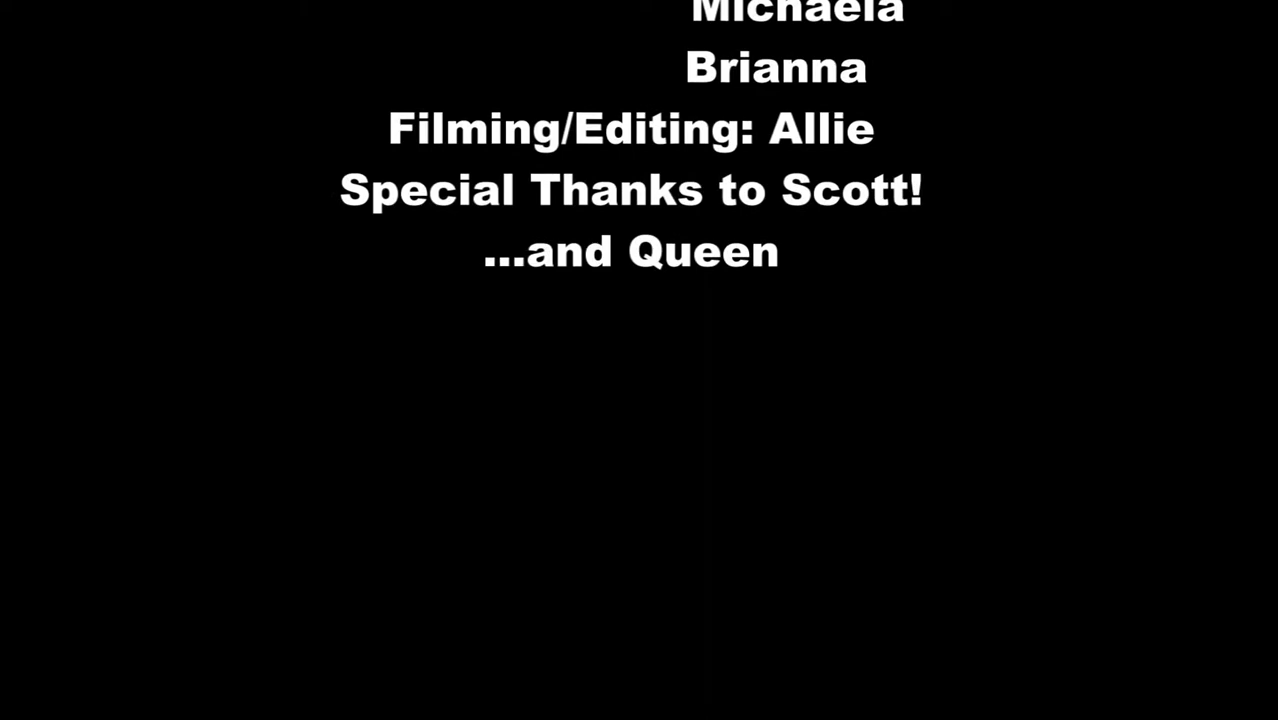 Michaela
Brianna
Filming/Editing: Allie
Special Thanks to Scott!
...and Queen